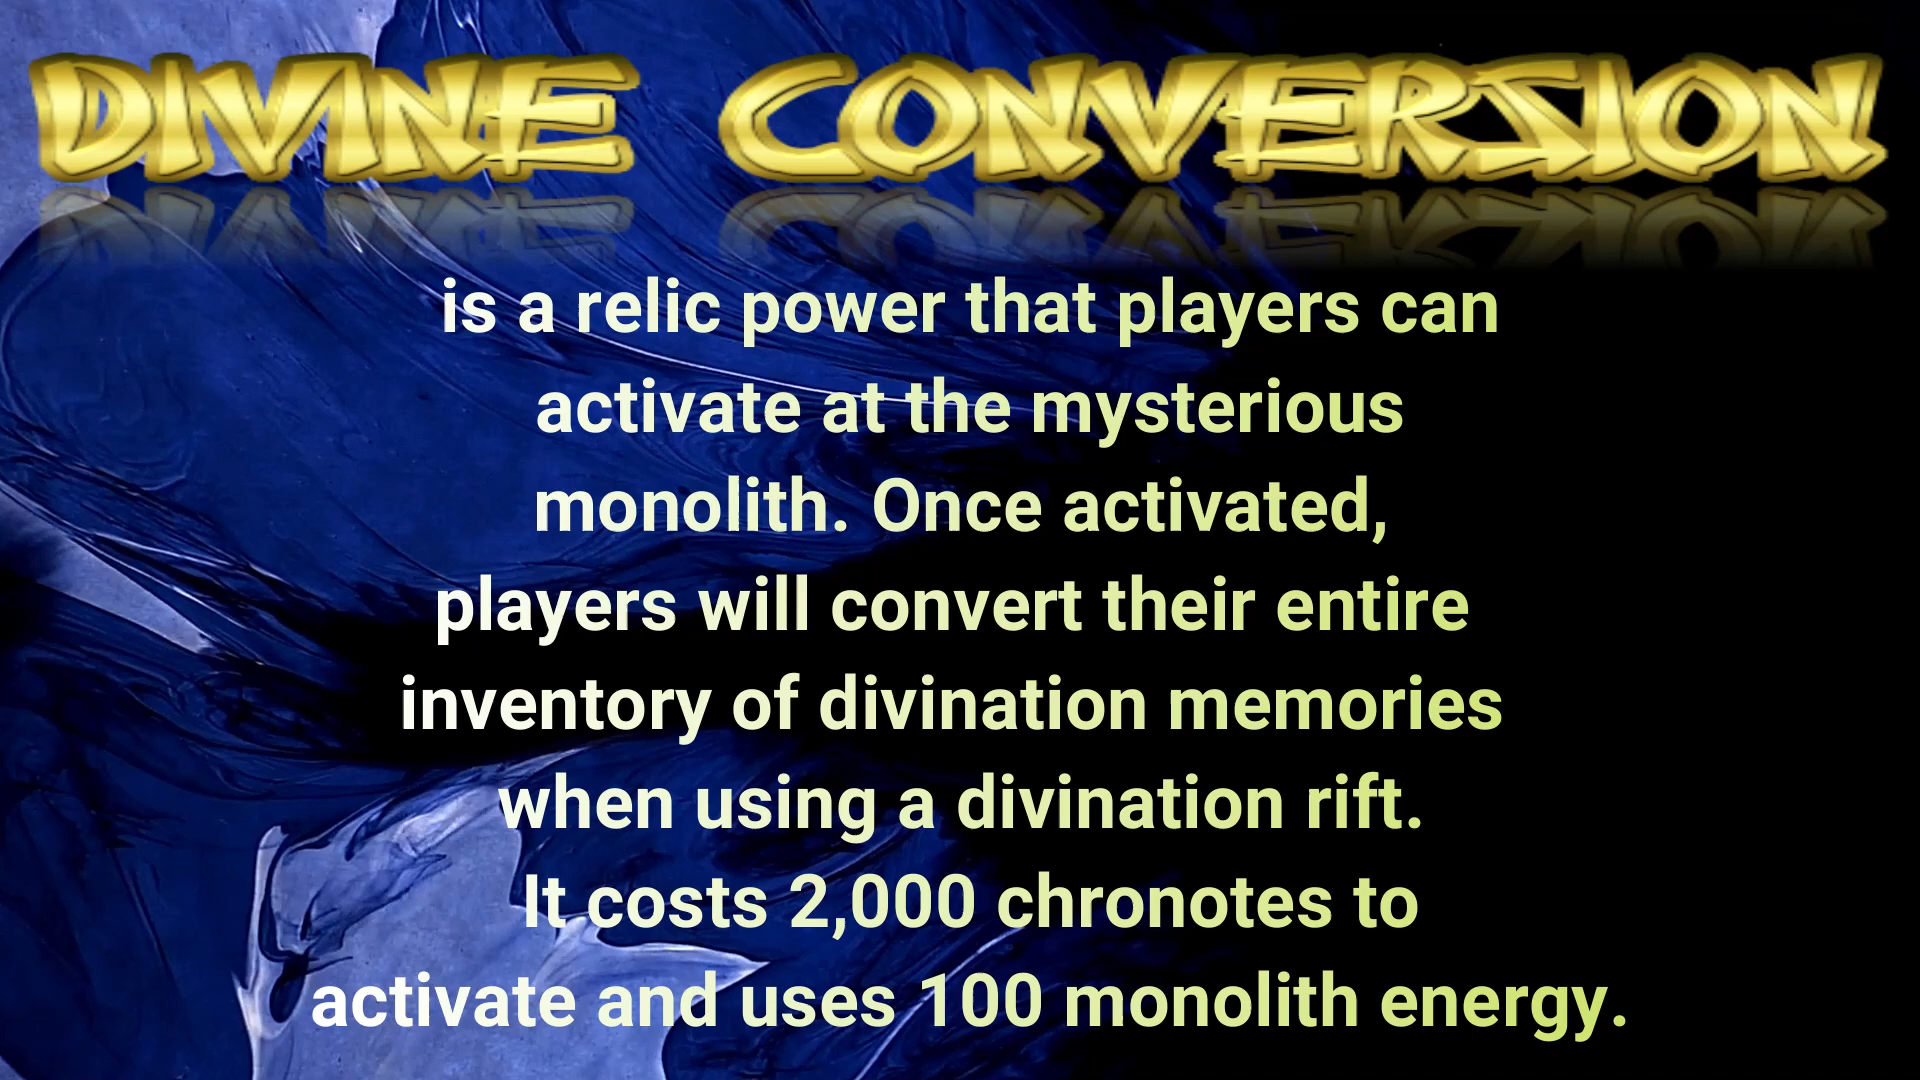 DIVINE CONVERSION
is a relic power that players can
activate at the mysterious
monolith. Once activated,
players will convert their entire
inventory of divination memories
when using a divination rift.
It costs 2,000 chronotes to
activate and uses 100 monolith energy.